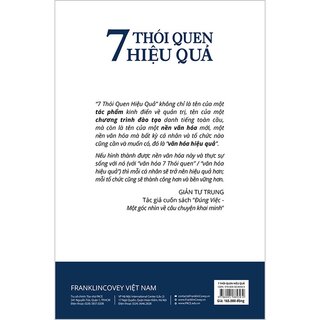 7 THÓI QUEN
HIỆU QUẢ
"7 Thói Quen Hiệu Quả" không chỉ là tên của một
tác phẩm kinh điển về quản trị, tên của một
chương trình đào tạo danh tiếng toàn cầu,
mà còn là tên của một nền văn hóa mới, một
nền văn hóa mà bất kỳ cá nhân và tổ chức nào
cũng cần và muốn có, đó là "văn hóa hiệu quả".
Nếu hình thành được nền văn hóa này và thực sự
sống với nó (với "văn hóa 7 Thói quen" / "văn hóa
hiệu quả") thì mỗi cá nhân sẽ trở nên hiệu quả hơn;
mỗi tổ chức cũng sẽ thành công hơn và bền vững hơn.
GIẢN TƯ TRUNG
Tác giả cuốn sách "Đúng Việc -
Một góc nhìn về câu chuyện khai minh"
FRANKLINCOVEY VIỆT NAM
7 THÓI QUEN HIỆU QUẢ